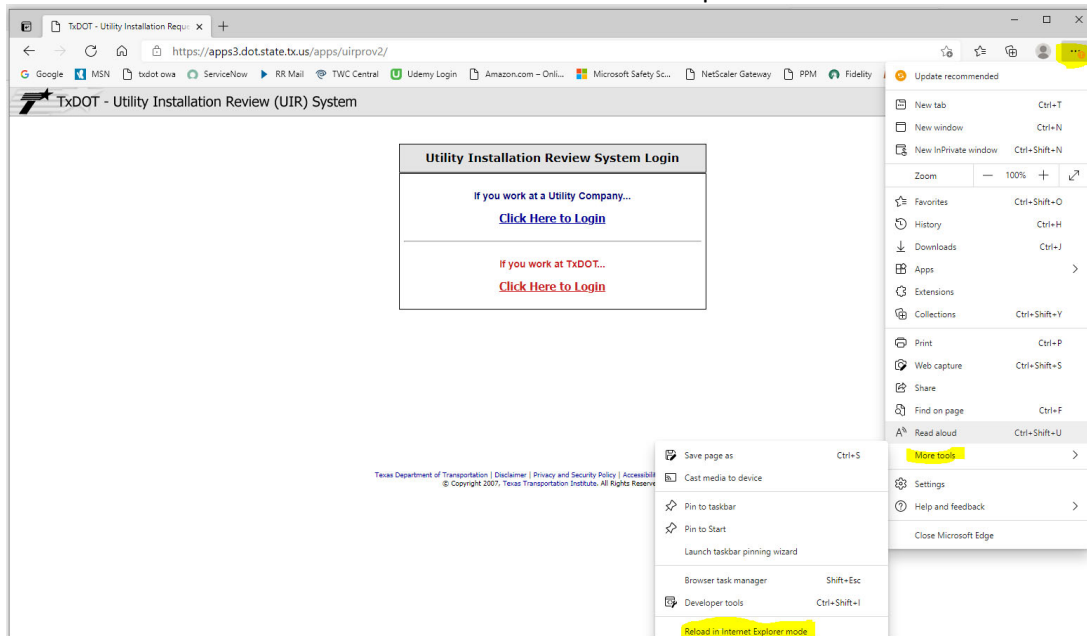 TxDOT - Utility Installation Reque
https://apps3.dot.state.tx.us/apps/uirprov2/
Google MSN txdot owa ServiceNow RR Mail TWC Central Udemy Login Amazon.com – Onli... Microsoft Safety Sc... NetScaler Gateway PPM Fidelity
TxDOT - Utility Installation Review (UIR) System
Utility Installation Review System Login
If you work at a Utility Company...
Click Here to Login
If you work at TxDOT...
Click Here to Login
Texas Department of Transportation | Disclaimer | Privacy and Security Policy |
© Copyright 2007, Texas Transportation Institute. All Rights
Update recommended
New tab Ctrl+T
New window Ctrl+N
New InPrivate window Ctrl+Shift+N
Zoom 100%
Favorites Ctrl+Shift+O
History Ctrl+H
Downloads Ctrl+J
Apps
Extensions
Collections Ctrl+Shift+Y
Print Ctrl+P
Web capture Ctrl+Shift+S
Share
Find on page Ctrl+F
Read aloud Ctrl+Shift+U
More tools
Settings
Help and feedback
Close Microsoft Edge
Save page as Ctrl+S
Cast media to device
Pin to taskbar
Pin to Start
Launch taskbar pinning wizard
Browser task manager Shift+Esc
Developer tools Ctrl+Shift+I
Reload in Internet Explorer mode